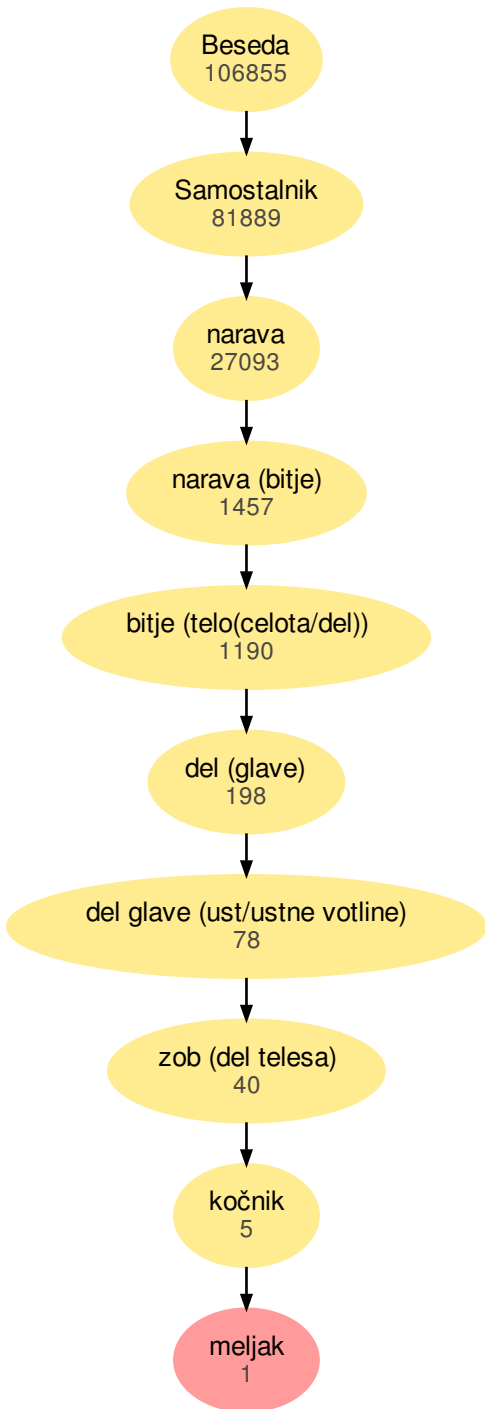 Beseda
106855
Samostalnik
81889
narava
27093
narava (bitje)
1457
bitje (telo(celota/del))
1190
del (glave)
198
del glave (ust/ustne votline)
78
zob (del telesa)
40
kočnik
5
meljak
1